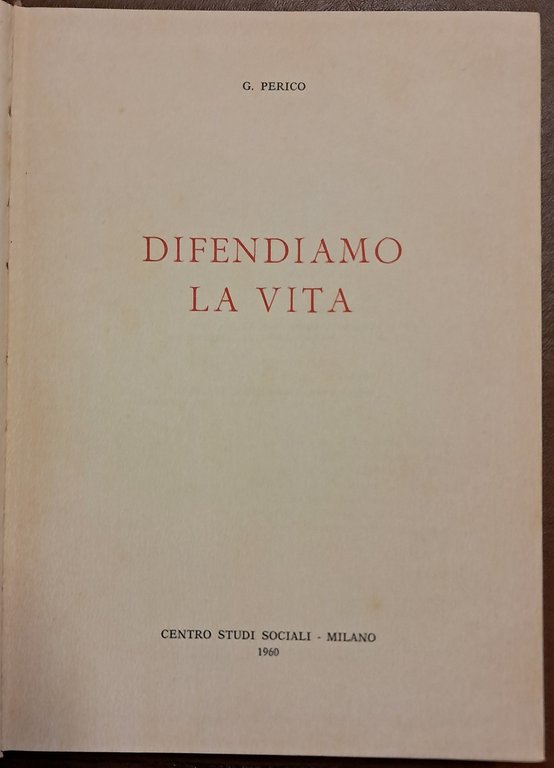 G. PERICO
DIFENDIAMO
LA VITA
CENTRO STUDI SOCIALI - MILANO
1960